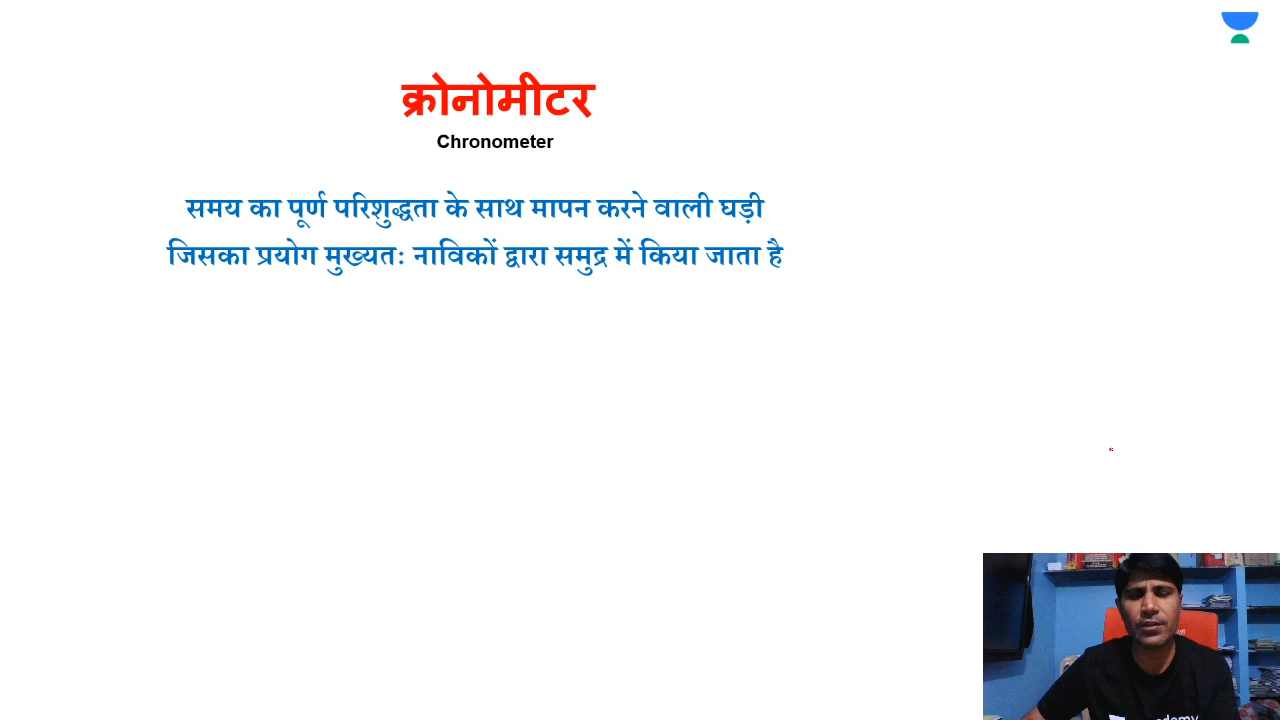 क्रोनोमीटर
Chronometer
समय का पूर्ण परिशुद्धता के साथ मापन करने वाली घड़ी
जिसका प्रयोग मुख्यतः नाविकों द्वारा समुद्र में किया जाता है